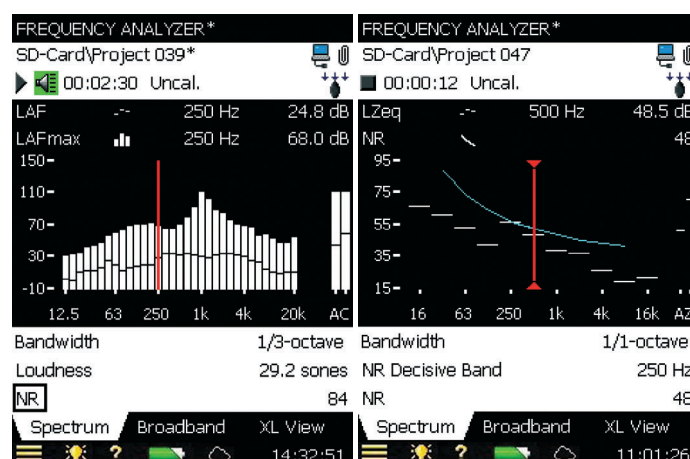 FREQUENCY ANALYZER*
SD-Card\Project 039*
00:02:30 Uncal.
LAF 250 Hz 24.8 dB
LAFmax 250 Hz 68.0 dB
150
110
70
30
-10
12.5 63 250 1k 4k 20k AC
Bandwidth 1/3-octave
Loudness 29.2 sones
NR 84
Spectrum Broadband XL View
? 14:32:51
FREQUENCY ANALYZER*
SD-Card\Project 047
00:00:12 Uncal.
LZeq 500 Hz 48.5 dB
NR 48
95
75
55
35
15
16 63 250 1k 4k 16k AZ
Bandwidth 1/1-octave
NR Decisive Band 250 Hz
NR 48
Spectrum Broadband XL View
? 11:01:26